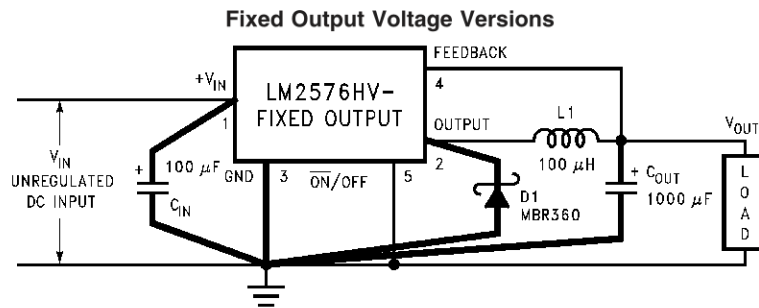 Fixed Output Voltage Versions
FEEDBACK
+VIN
LM2576HV-
FIXED OUTPUT
4
L1
OUTPUT
VOUT
1
VIN
UNREGULATED
DC INPUT
+
100 μF
GND
3
ON/OFF
5
2
100 μH
+
COUT
1000 μF
LOAD
CIN
D1
MBR360